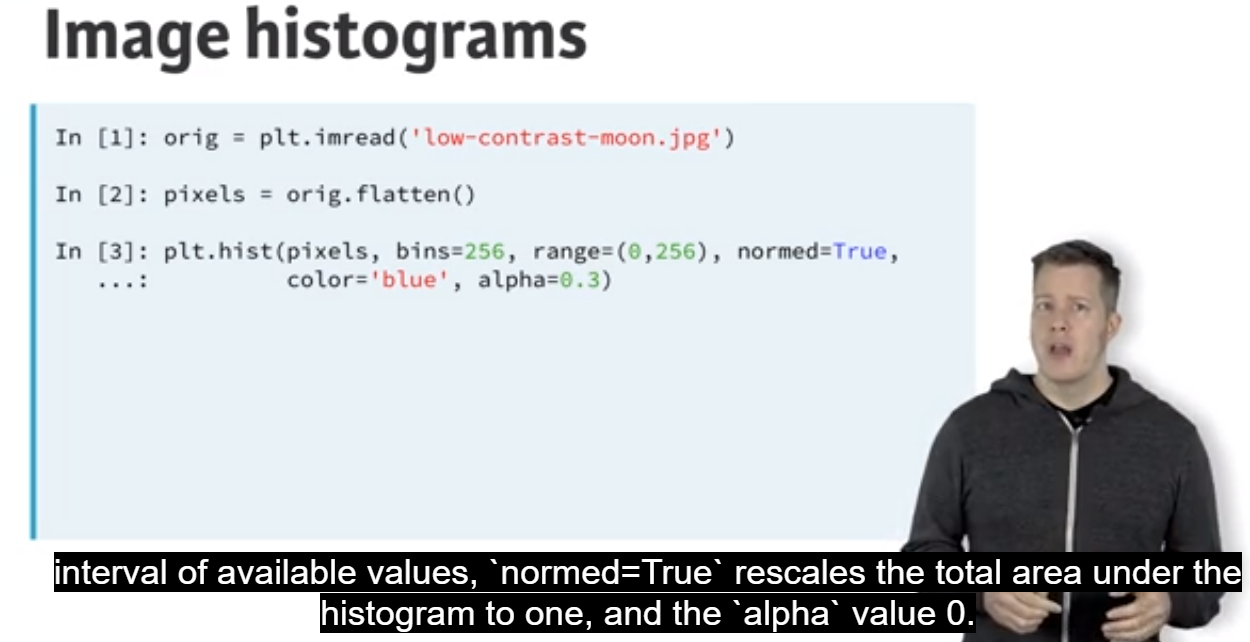 Image histograms
In [1]: orig = plt.imread('low-contrast-moon.jpg')
In [2]: pixels = orig.flatten()
In [3]: plt.hist(pixels, bins=256, range=(0,256), normed=True,
...: color='blue', alpha=0.3)
interval of available values, `normed=True` rescales the total area under the
histogram to one, and the `alpha` value 0.